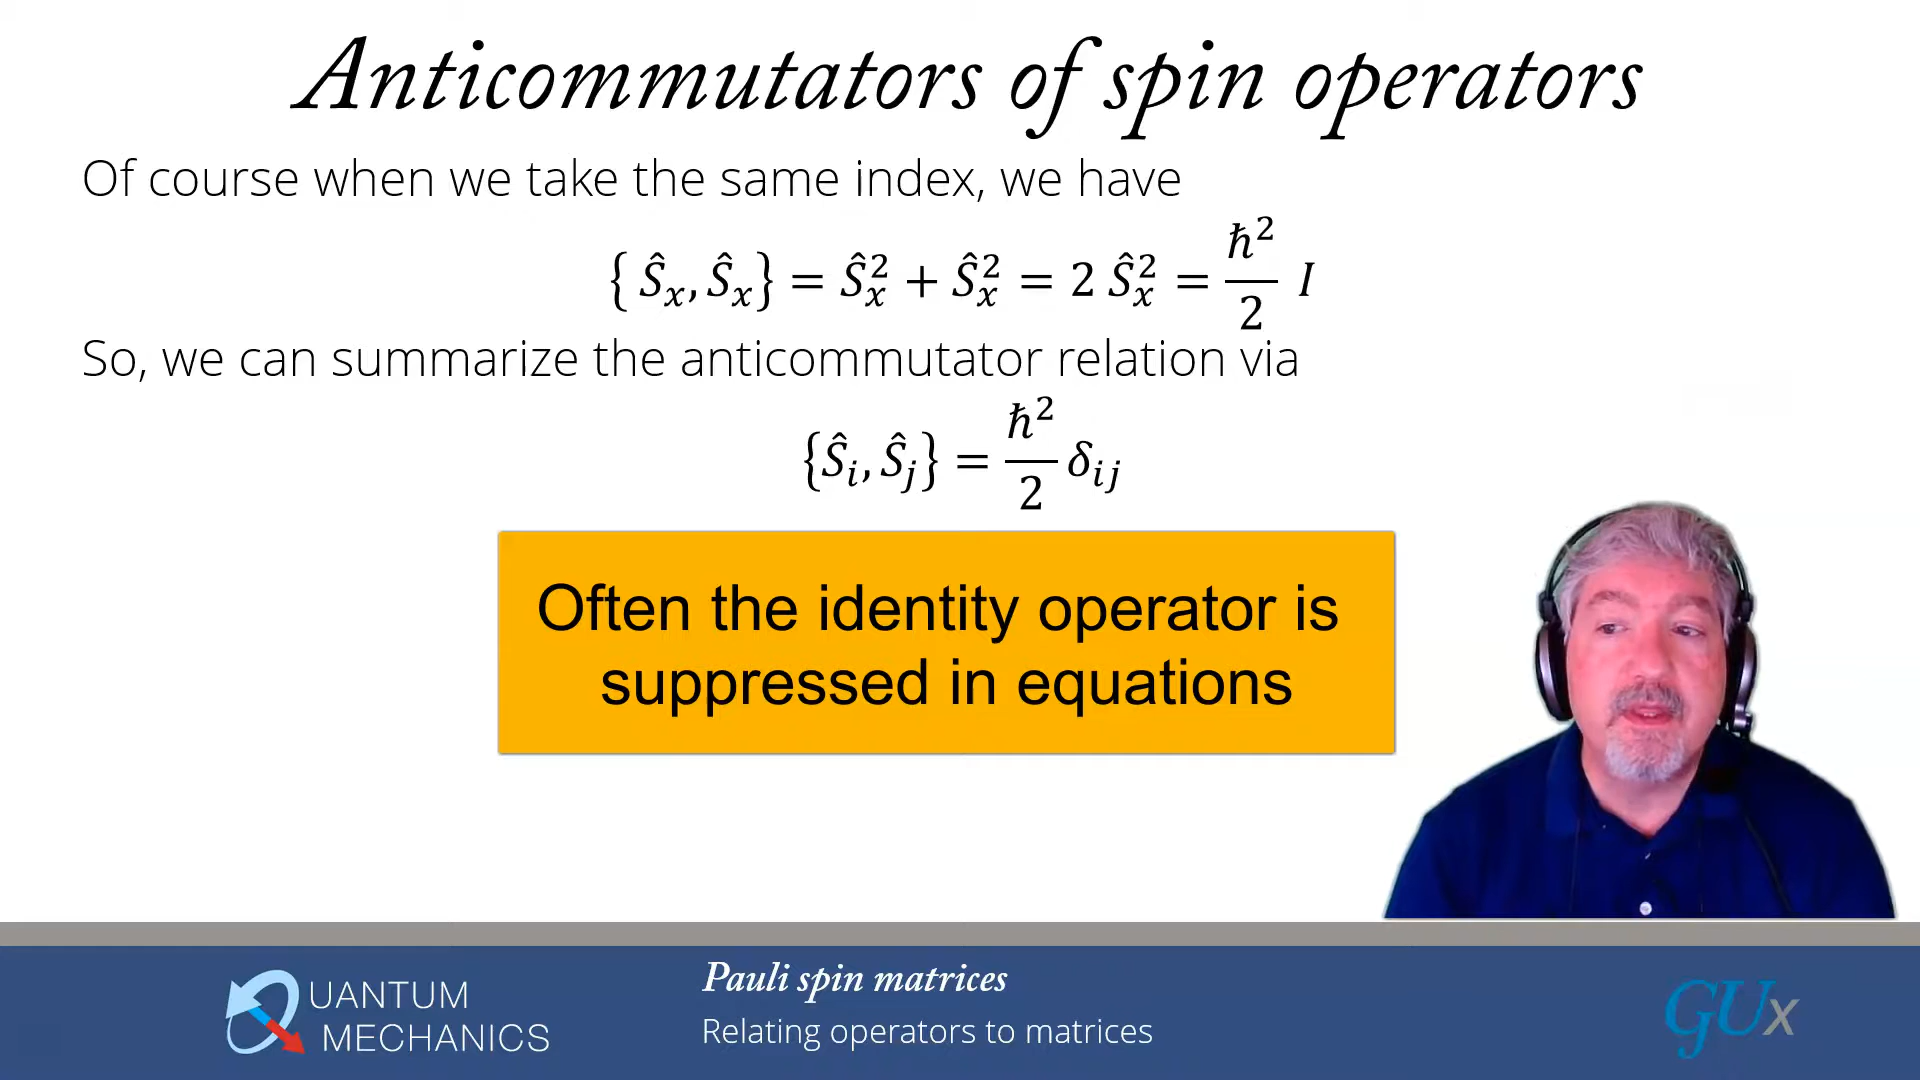 Anticommutators of spin operators
Of course when we take the same index, we have
{ Ŝₓ, Ŝₓ} = Ŝₓ² + Ŝₓ² = 2 Ŝₓ² = ħ²/2 I
So, we can summarize the anticommutator relation via
{Ŝᵢ, Ŝⱼ} = ħ²/2 δᵢⱼ
Often the identity operator is
suppressed in equations
QUANTUM
MECHANICS
Pauli spin matrices
Relating operators to matrices
GUx